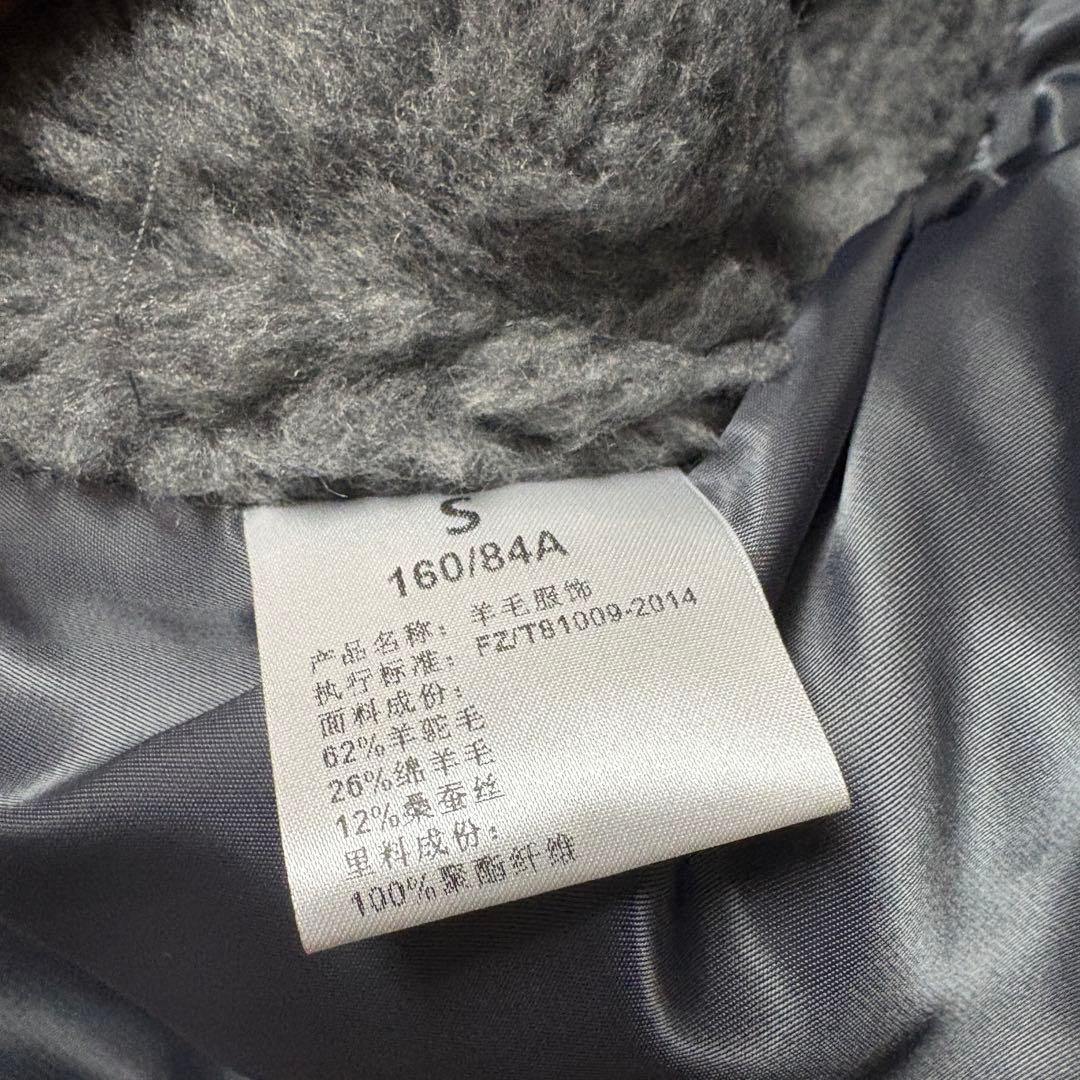 S
160/84A
产品名称：羊毛服饰
执行标准：FZ/T81009-2014
面料成份：
62%羊驼毛
26%绵羊毛
12%桑蚕丝
里料成份：
100%聚酯纤维